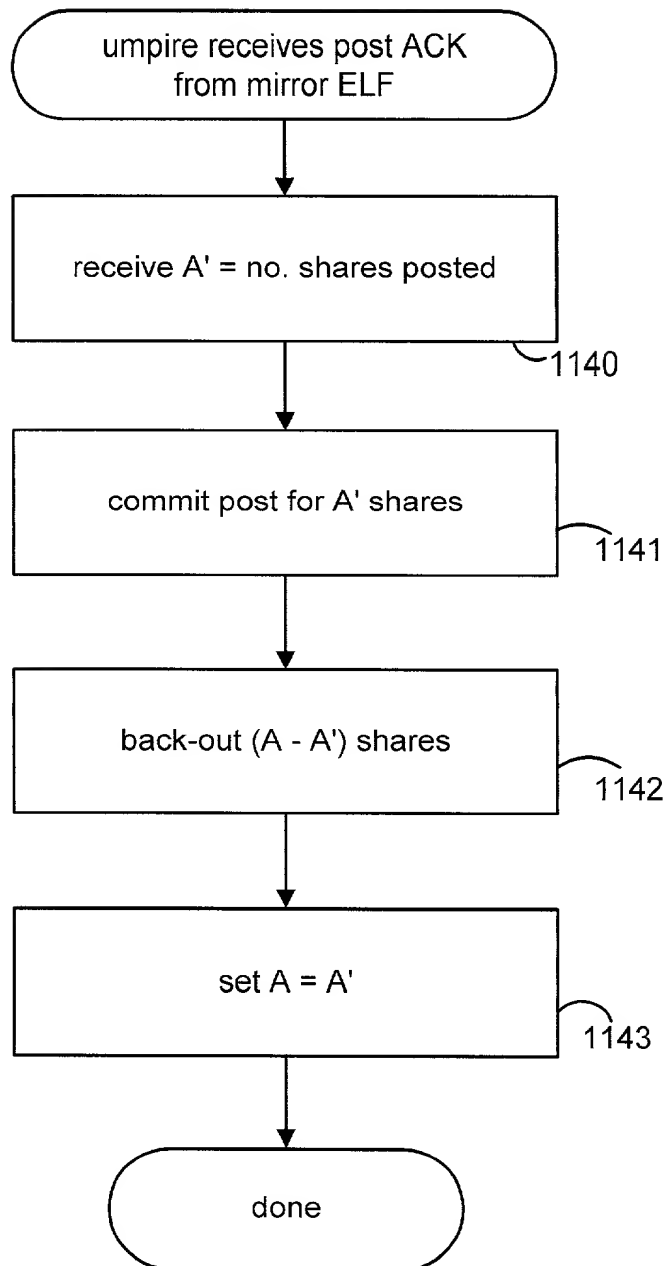 umpire receives post ACK
from mirror ELF
receive A' = no. shares posted
1140
commit post for A' shares
1141
back-out (A - A') shares
1142
set A = A'
1143
done